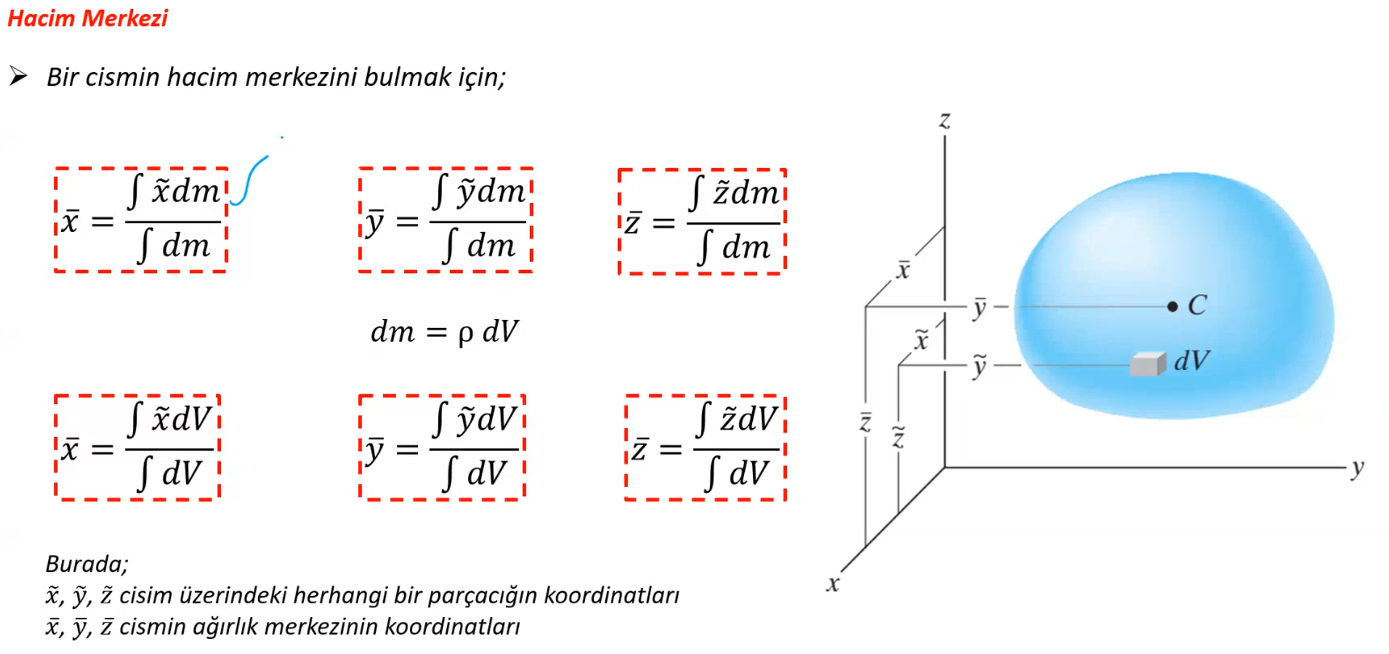 Hacim Merkezi
➤ Bir cismin hacim merkezini bulmak için;
x̄ = ∫ x̃dm / ∫ dm
ȳ = ∫ ỹdm / ∫ dm
z̄ = ∫ z̃dm / ∫ dm
dm = ρ dV
x̄ = ∫ x̃dV / ∫ dV
ȳ = ∫ ỹdV / ∫ dV
z̄ = ∫ z̃dV / ∫ dV
Burada;
x̃, ỹ, z̃ cisim üzerindeki herhangi bir parçacığın koordinatları
x̄, ȳ, z̄ cismin ağırlık merkezinin koordinatları
z
x̄
ȳ
C
x̃
ỹ
dV
z̄
z̃
y
x